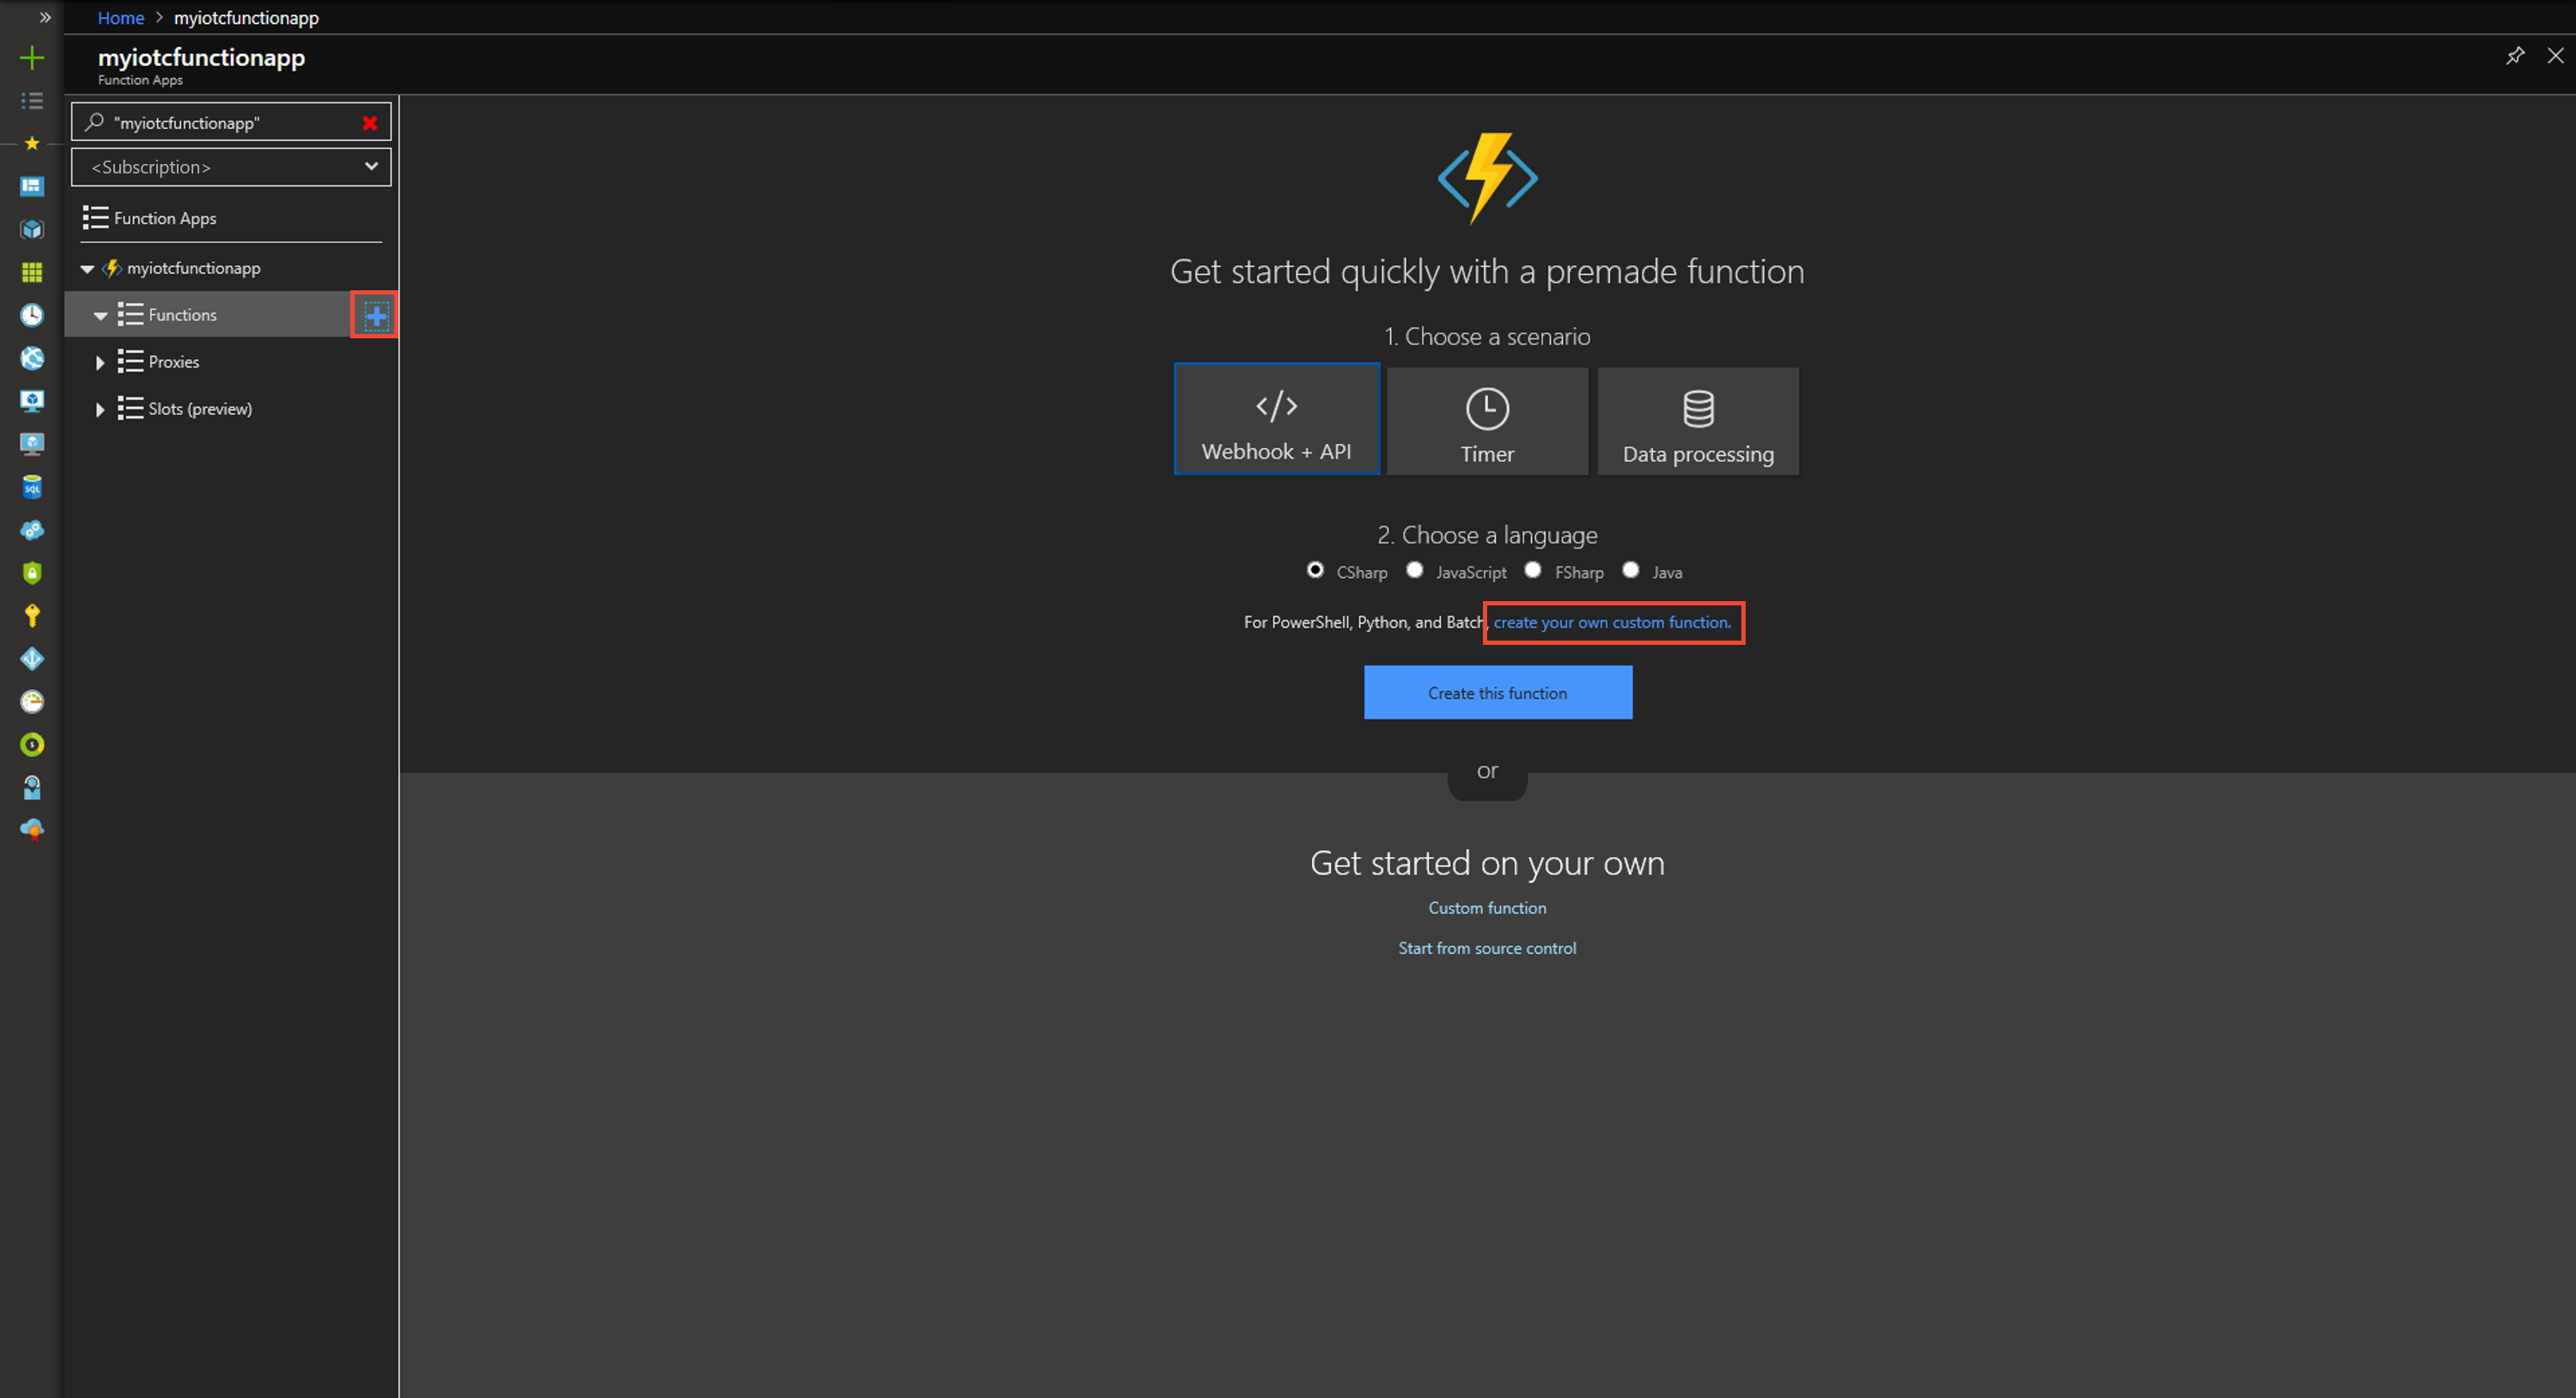 Home > myiotcfunctionapp
myiotcfunctionapp
Function Apps
"myiotcfunctionapp"
<Subscription>
Function Apps
myiotcfunctionapp
Functions
Proxies
Slots (preview)
SQL
Get started quickly with a premade function
1. Choose a scenario
</>
Webhook + API
Timer
Data processing
2. Choose a language
CSharp JavaScript FSharp Java
For PowerShell, Python, and Batch, create your own custom function.
Create this function
or
Get started on your own
Custom function
Start from source control